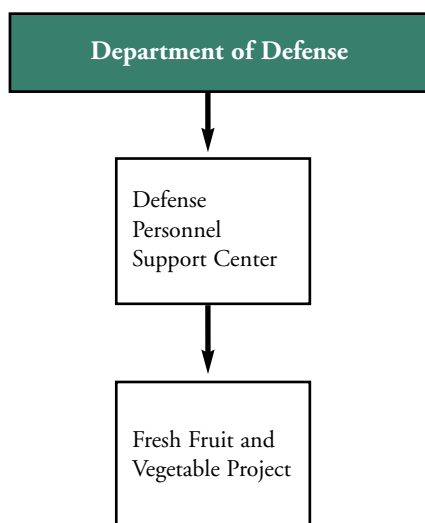 Department of Defense
Defense
Personnel
Support Center
Fresh Fruit and
Vegetable Project